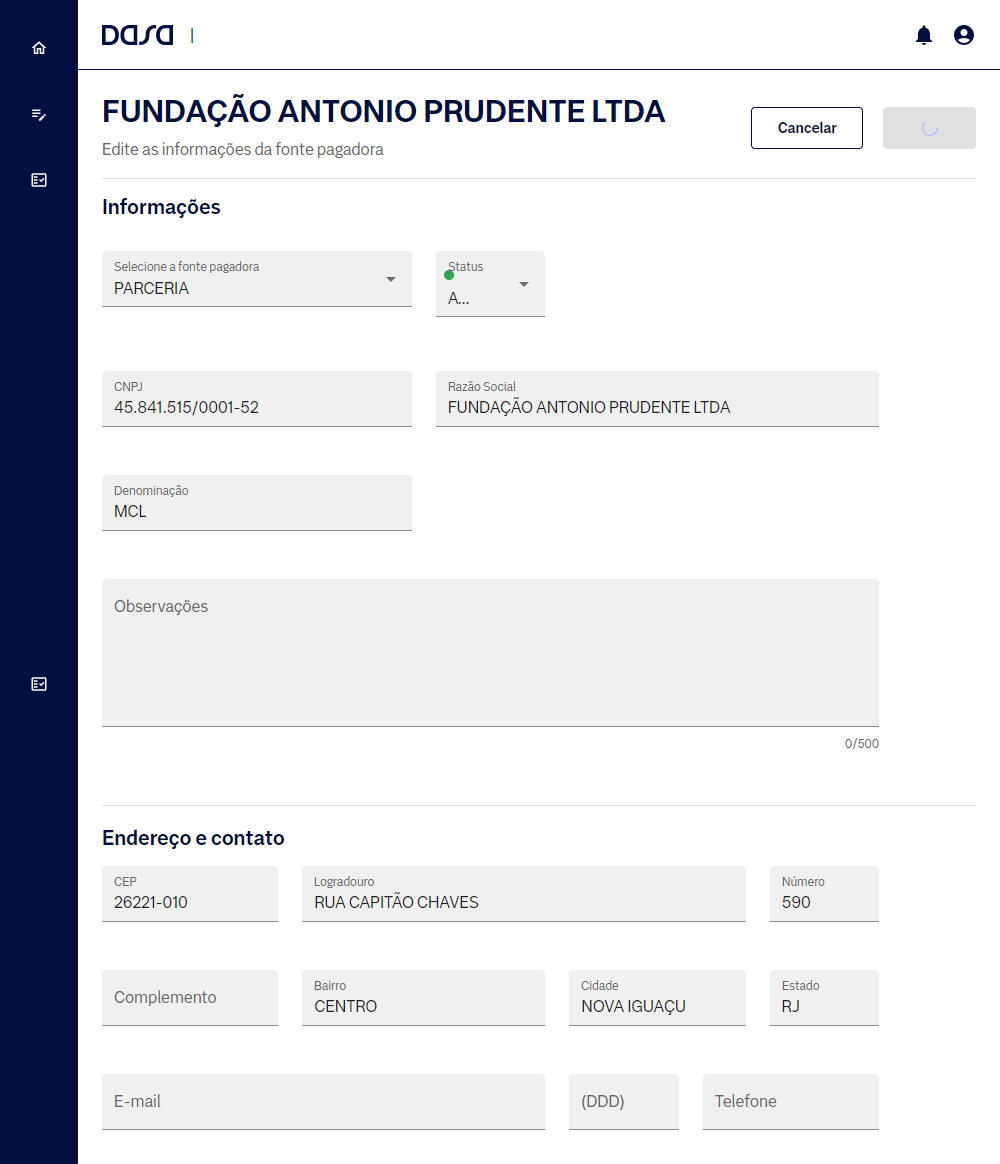 DASA
FUNDAÇÃO ANTONIO PRUDENTE LTDA
Edite as informações da fonte pagadora
Cancelar
Informações
Selecione a fonte pagadora
PARCERIA
Status
A...
CNPJ
45.841.515/0001-52
Razão Social
FUNDAÇÃO ANTONIO PRUDENTE LTDA
Denominação
MCL
Observações
0/500
Endereço e contato
CEP
26221-010
Logradouro
RUA CAPITÃO CHAVES
Número
590
Complemento
Bairro
CENTRO
Cidade
NOVA IGUAÇU
Estado
RJ
E-mail
(DDD)
Telefone